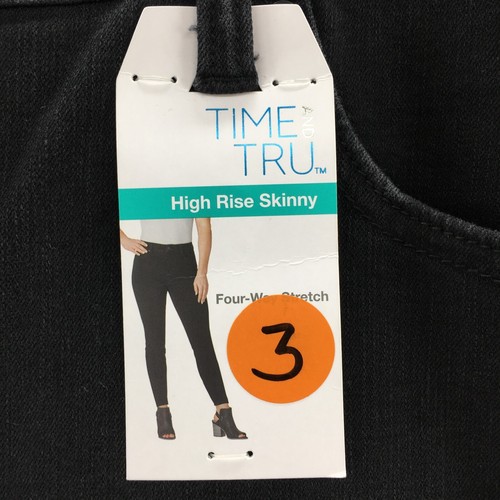 TIME AND
TRU™
High Rise Skinny
Four-Way Stretch
3